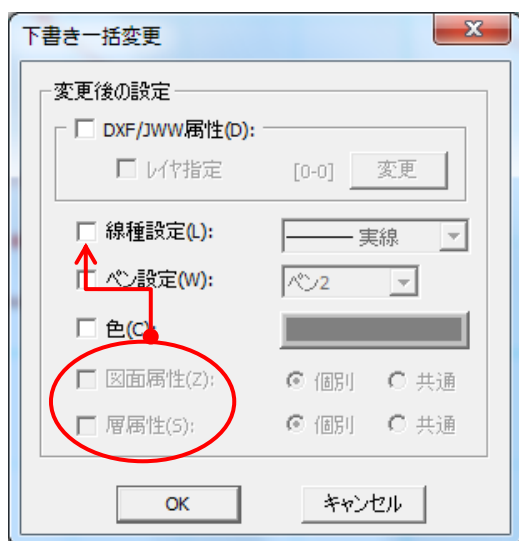 下書き一括変更
変更後の設定
DXF/JWW属性(D):
レイヤ指定 [0-0] 変更
線種設定(L): 実線
ペン設定(W): ペン2
色(C):
図面属性(Z): 個別 共通
層属性(S): 個別 共通
OK キャンセル